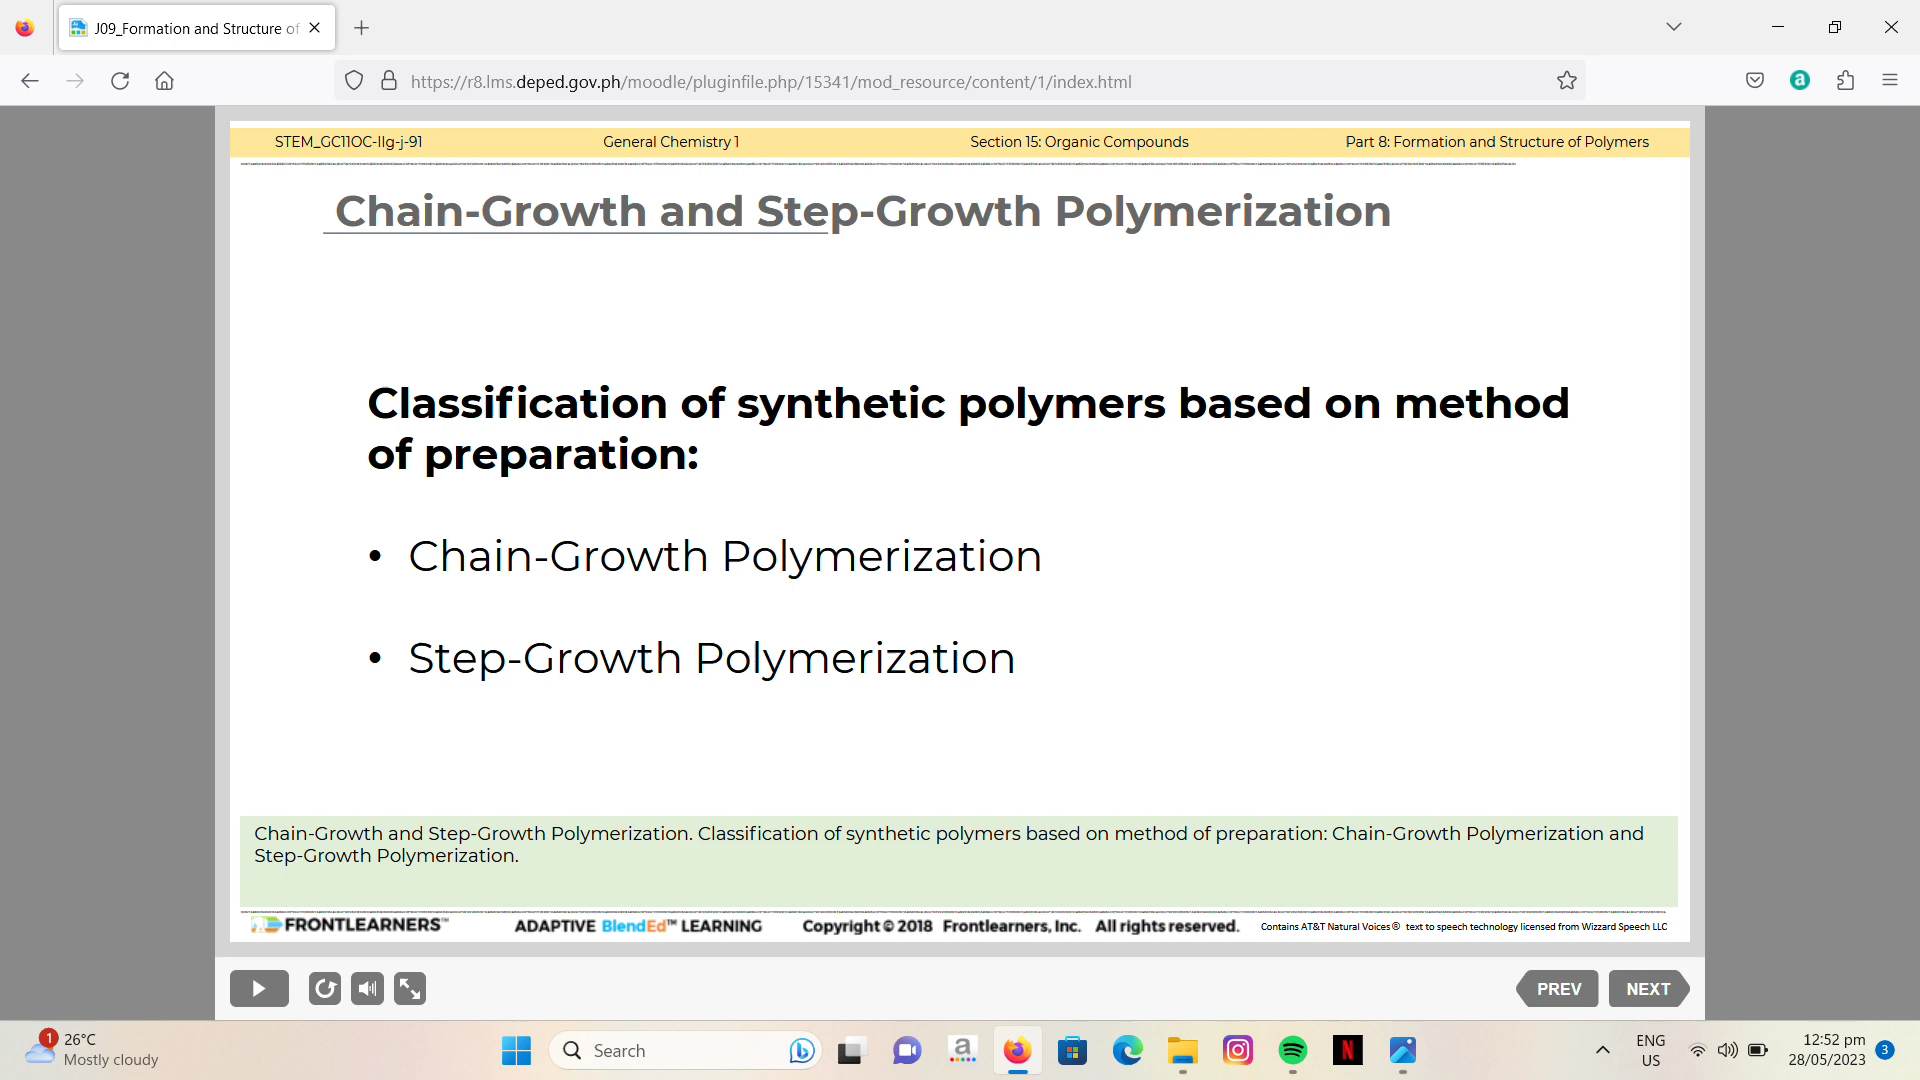 J09_Formation and Structure of
https://r8.lms.deped.gov.ph/moodle/pluginfile.php/15341/mod_resource/content/1/index.html
STEM_GC11OC-IIg-j-91 General Chemistry 1 Section 15: Organic Compounds Part 8: Formation and Structure of Polymers
Chain-Growth and Step-Growth Polymerization
Classification of synthetic polymers based on method
of preparation:
• Chain-Growth Polymerization
• Step-Growth Polymerization
Chain-Growth and Step-Growth Polymerization. Classification of synthetic polymers based on method of preparation: Chain-Growth Polymerization and
Step-Growth Polymerization.
FRONTLEARNERS™ ADAPTIVE BlendEd™ LEARNING Copyright © 2018 Frontlearners, Inc. All rights reserved. Contains AT&T Natural Voices® text to speech technology licensed from Wizzard Speech LLC
PREV NEXT
1 26°C
Mostly cloudy
Search
ENG
US
12:52 pm
28/05/2023
3